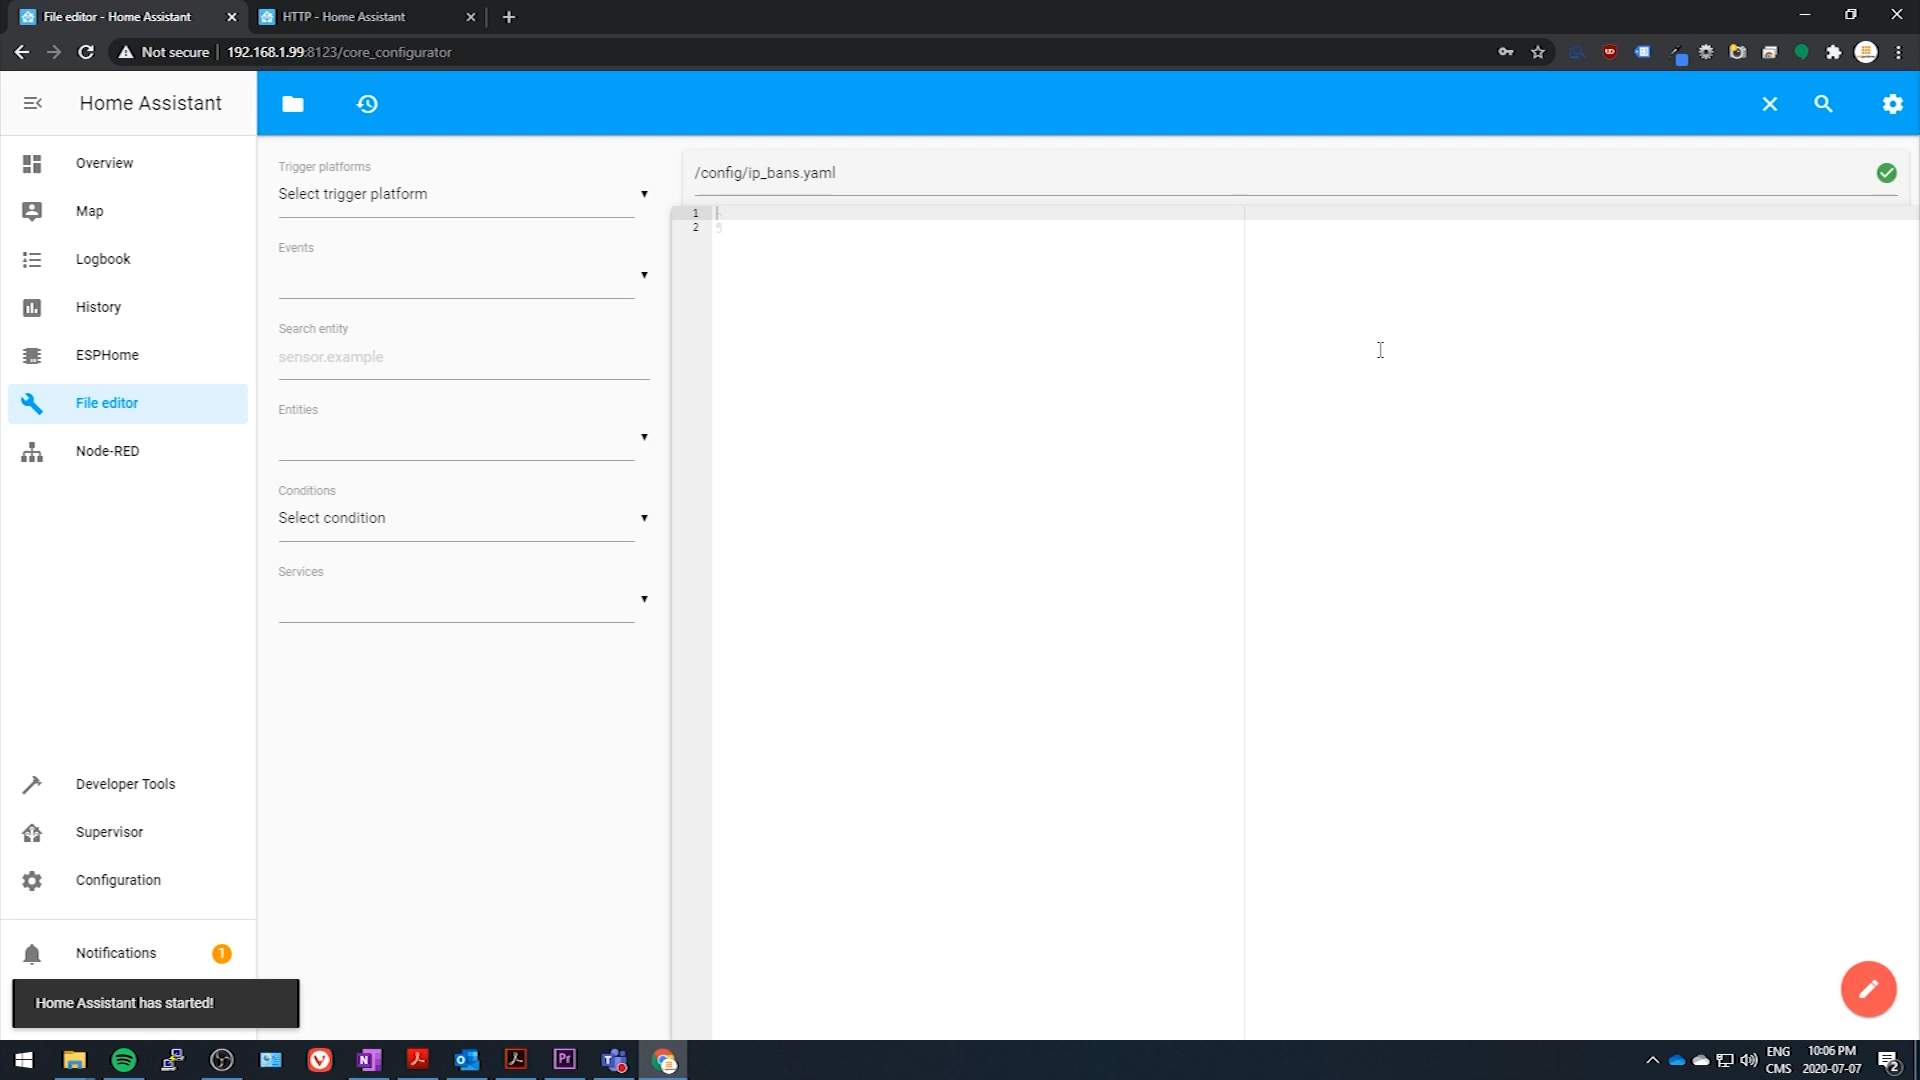 File editor - Home Assistant
HTTP - Home Assistant
Not secure
192.168.1.99:8123/core_configurator
Home Assistant
Overview
Map
Logbook
History
ESPHome
File editor
Node-RED
Developer Tools
Supervisor
Configuration
Notifications
1
Home Assistant has started!
Trigger platforms
Select trigger platform
Events
Search entity
sensor.example
Entities
Conditions
Select condition
Services
/config/ip_bans.yaml
1
2
ENG
CMS
10:06 PM
2020-07-07
2